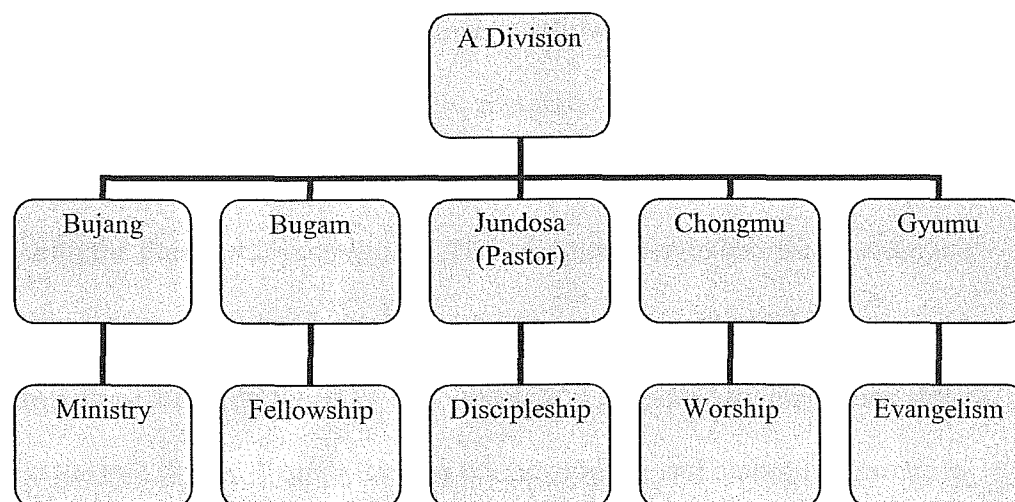 A Division
Bujang
Bugam
Jundosa
(Pastor)
Chongmu
Gyumu
Ministry
Fellowship
Discipleship
Worship
Evangelism